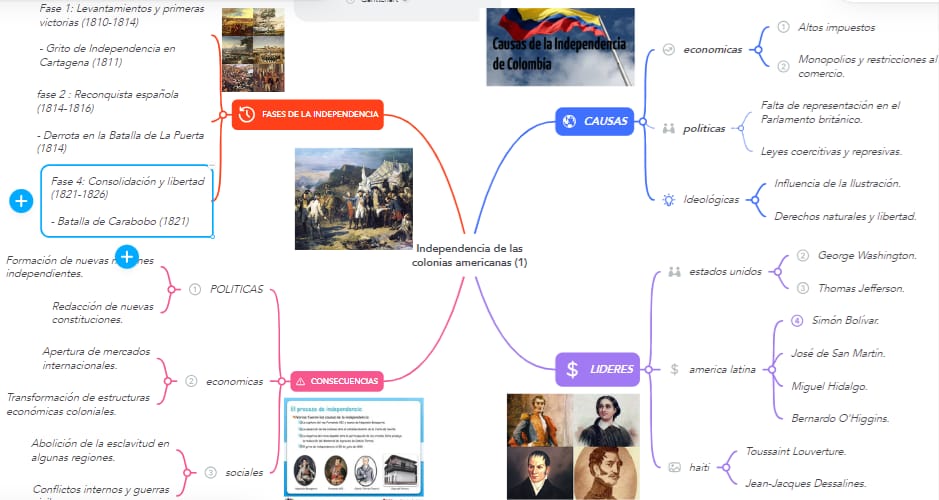 Fase 1: Levantamientos y primeras
victorias (1810-1814)
- Grito de Independencia en
Cartagena (1811)
fase 2 : Reconquista española
(1814-1816)
- Derrota en la Batalla de La Puerta
(1814)
Fase 4: Consolidación y libertad
(1821-1826)
- Batalla de Carabobo (1821)
FASES DE LA INDEPENDENCIA
Causas de la Independencia
de Colombia
CAUSAS
economicas
1 Altos impuestos
2 Monopolios y restricciones al
comercio.
políticas
Falta de representación en el
Parlamento británico.
Leyes coercitivas y represivas.
Ideológicas
Influencia de la Ilustración.
Derechos naturales y libertad.
Independencia de las
colonias americanas (1)
Formación de nuevas
independientes.
Redacción de nuevas
constituciones.
1 POLITICAS
Apertura de mercados
internacionales.
Transformación de estructuras
económicas coloniales.
2 economicas
CONSECUENCIAS
Abolición de la esclavitud en
algunas regiones.
Conflictos internos y guerras
3 sociales
El proceso de independencia
LIDERES
estados unidos
2 George Washington.
3 Thomas Jefferson.
$ america latina
4 Simón Bolívar.
José de San Martín.
Miguel Hidalgo.
Bernardo O'Higgins.
haiti
Toussaint Louverture.
Jean-Jacques Dessalines.